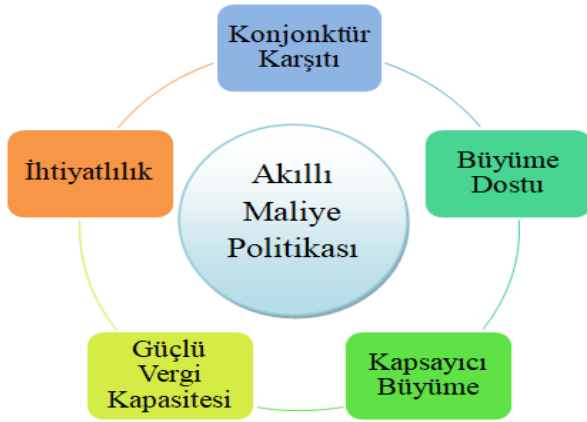 Konjonktür
Karşıtı
Büyüme
Dostu
Kapsayıcı
Büyüme
Güçlü
Vergi
Kapasitesi
İhtiyatlılık
Akıllı
Maliye
Politikası